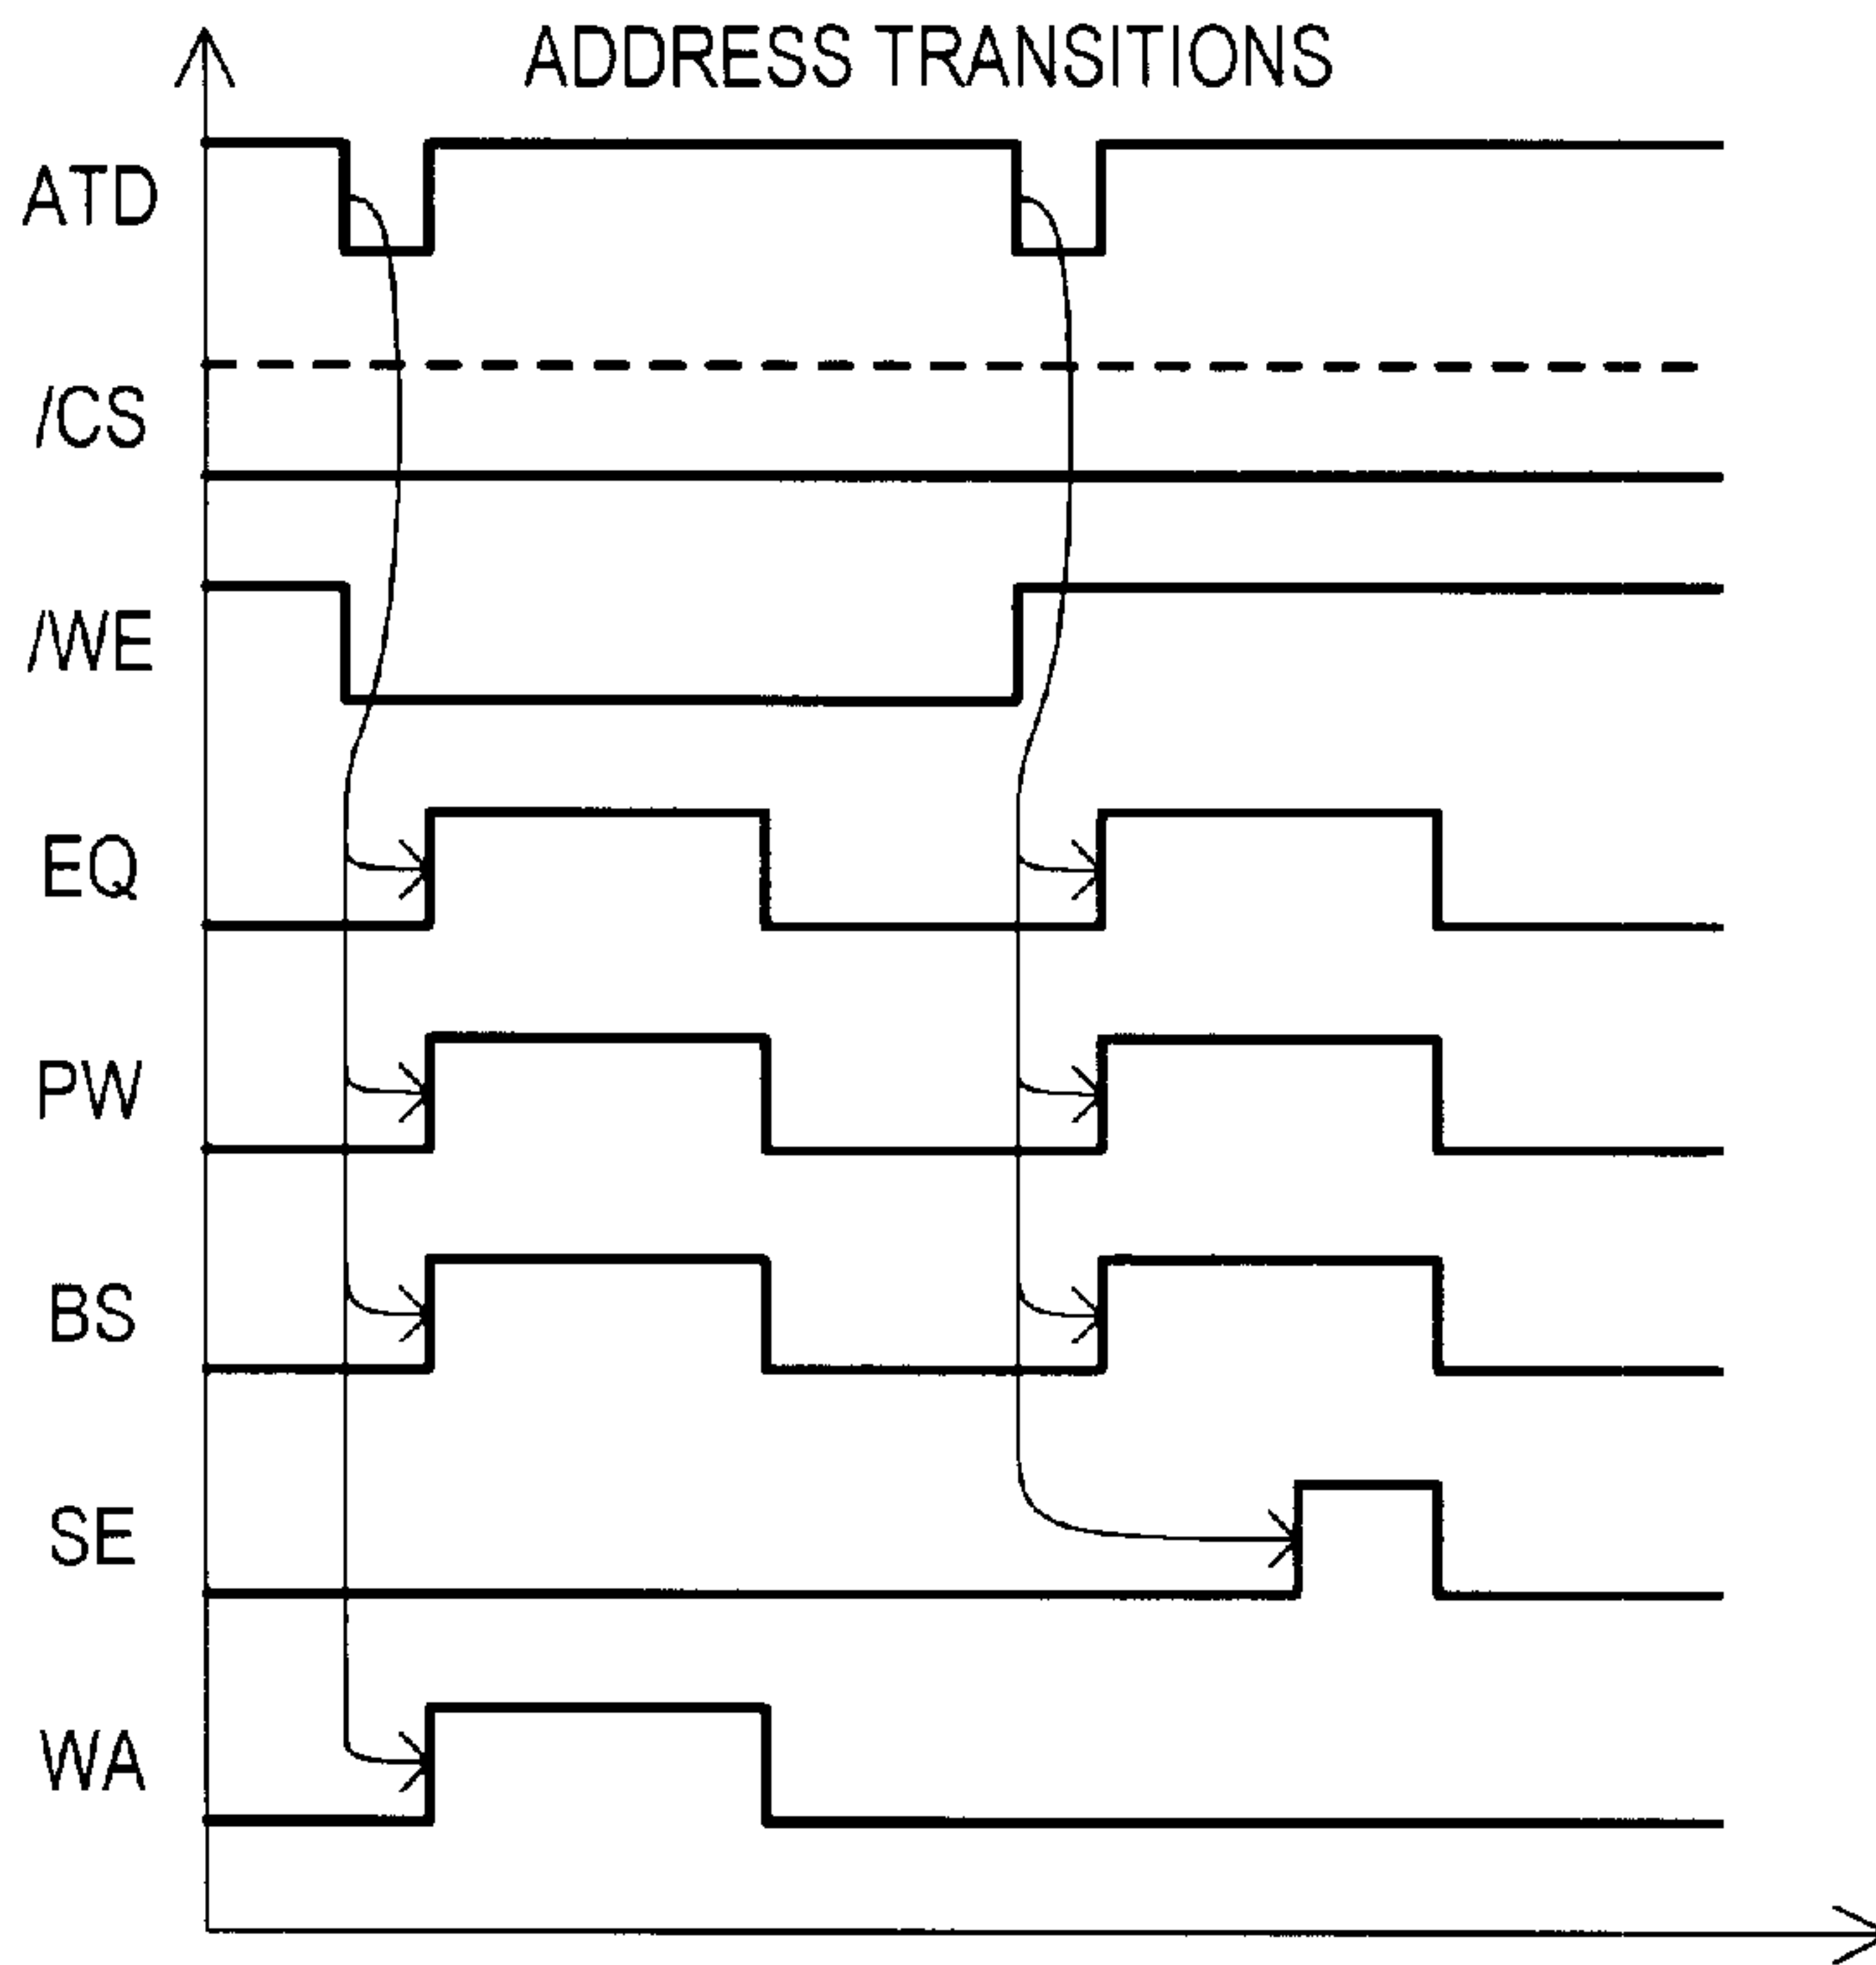 ADDRESS TRANSITIONS
ATD
/CS
/WE
EQ
PW
BS
SE
WA